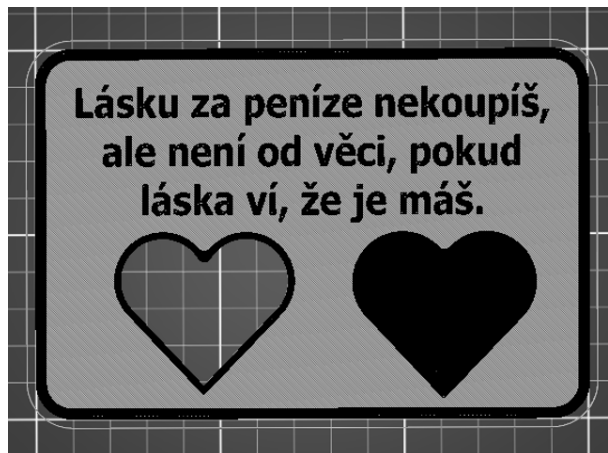 Lásku za peníze nekoupíš,
ale není od věci, pokud
láska ví, že je máš.